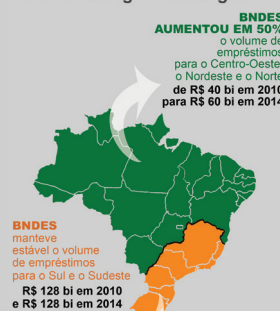 BNDES
AUMENTOU EM 50%
o volume de
empréstimos
para o Centro-Oeste,
o Nordeste e o Norte
de R$ 40 bi em 2010
para R$ 60 bi em 2014
BNDES
manteve
estável o volume
de empréstimos
para o Sul e o Sudeste
R$ 128 bi em 2010
e R$ 128 bi em 2014